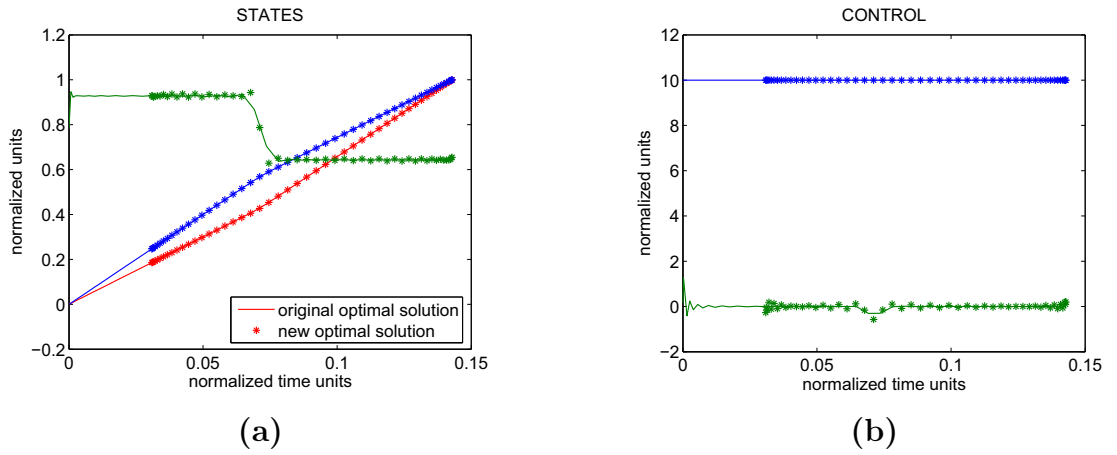 STATES
1.2
1
0.8
0.6
0.4
0.2
0
−0.2
normalized units
0
0.05
0.1
0.15
normalized time units
original optimal solution
new optimal solution
(a)
CONTROL
12
10
8
6
4
2
0
−2
normalized units
0
0.05
0.1
0.15
normalized time units
(b)